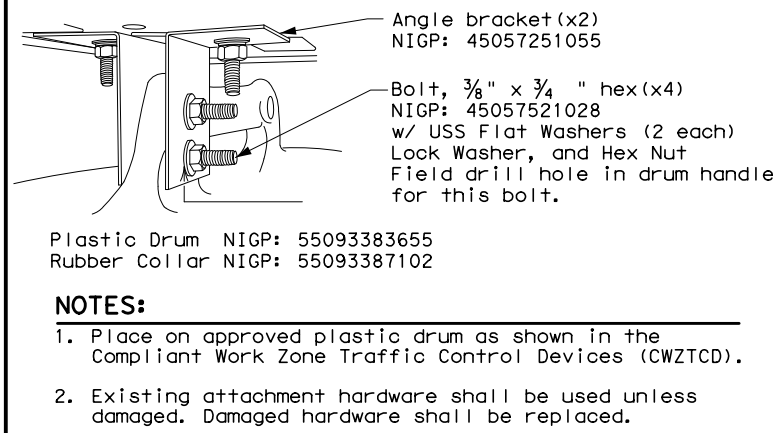 Angle bracket(x2)
NIGP: 45057251055
Bolt, ⅜" x ¾ " hex(x4)
NIGP: 45057521028
w/ USS Flat Washers (2 each)
Lock Washer, and Hex Nut
Field drill hole in drum handle
for this bolt.
Plastic Drum NIGP: 55093383655
Rubber Collar NIGP: 55093387102
NOTES:
1. Place on approved plastic drum as shown in the
Compliant Work Zone Traffic Control Devices (CWZTCD).
2. Existing attachment hardware shall be used unless
damaged. Damaged hardware shall be replaced.